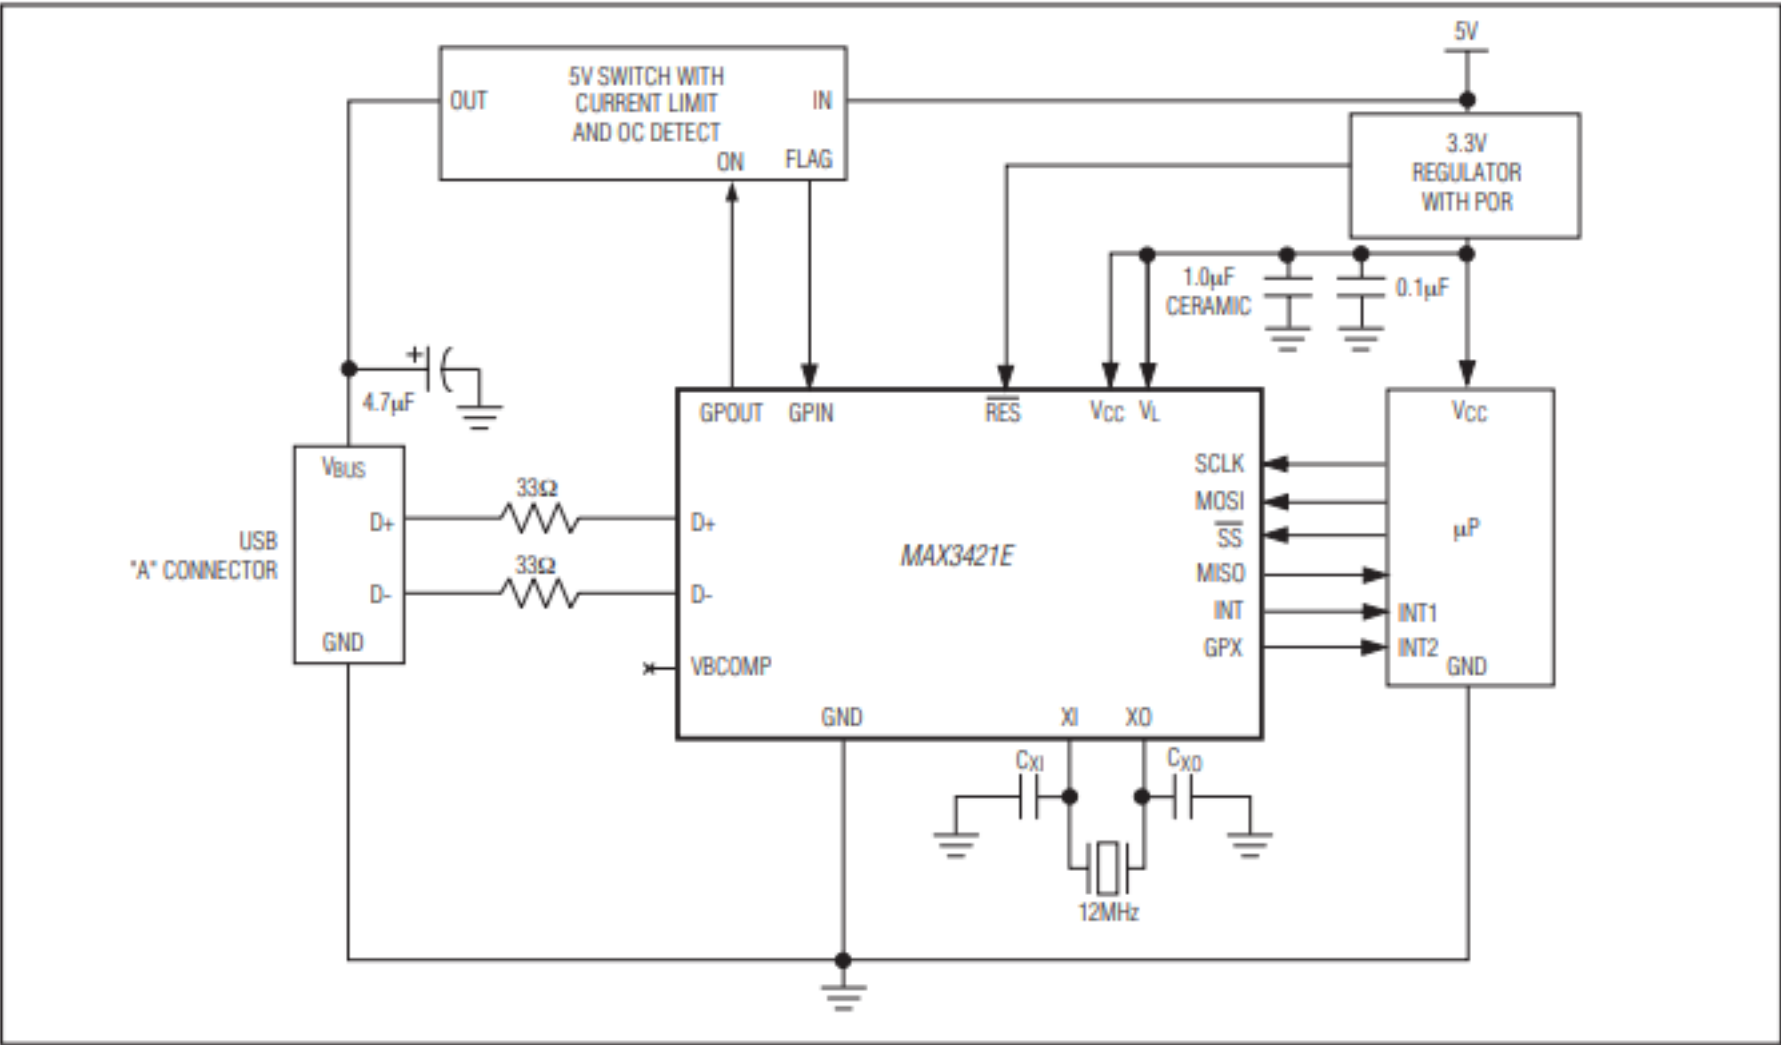 5V
5V SWITCH WITH
CURRENT LIMIT
AND OC DETECT
OUT
IN
ON
FLAG
3.3V
REGULATOR
WITH POR
1.0μF
CERAMIC
0.1μF
+
4.7μF
GPOUT
GPIN
RES
VCC
VL
VCC
VBUS
D+
D-
GND
USB
"A" CONNECTOR
33Ω
33Ω
D+
D-
VBCOMP
MAX3421E
SCLK
MOSI
SS
MISO
INT
GPX
μP
INT1
INT2
GND
GND
XI
XO
CXI
CXO
12MHz